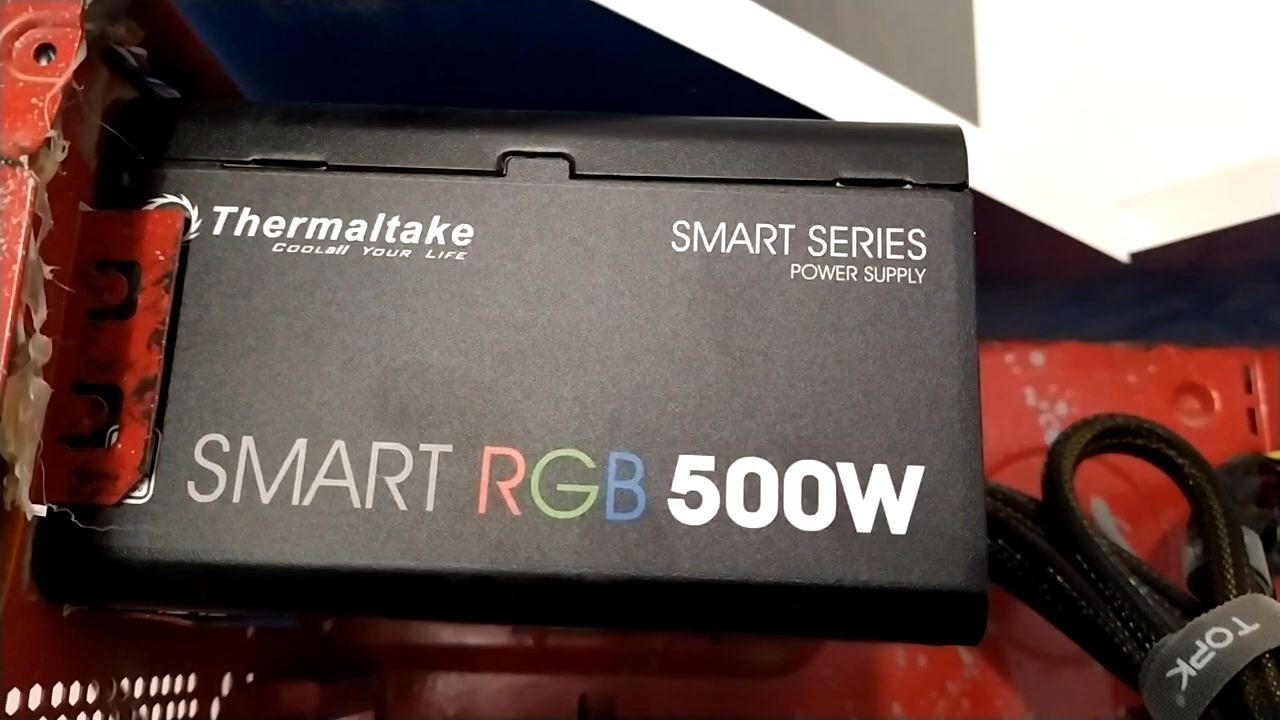 Thermaltake
COOLall YOUR LIFE
SMART SERIES
POWER SUPPLY
SMART RGB 500W
TOPK